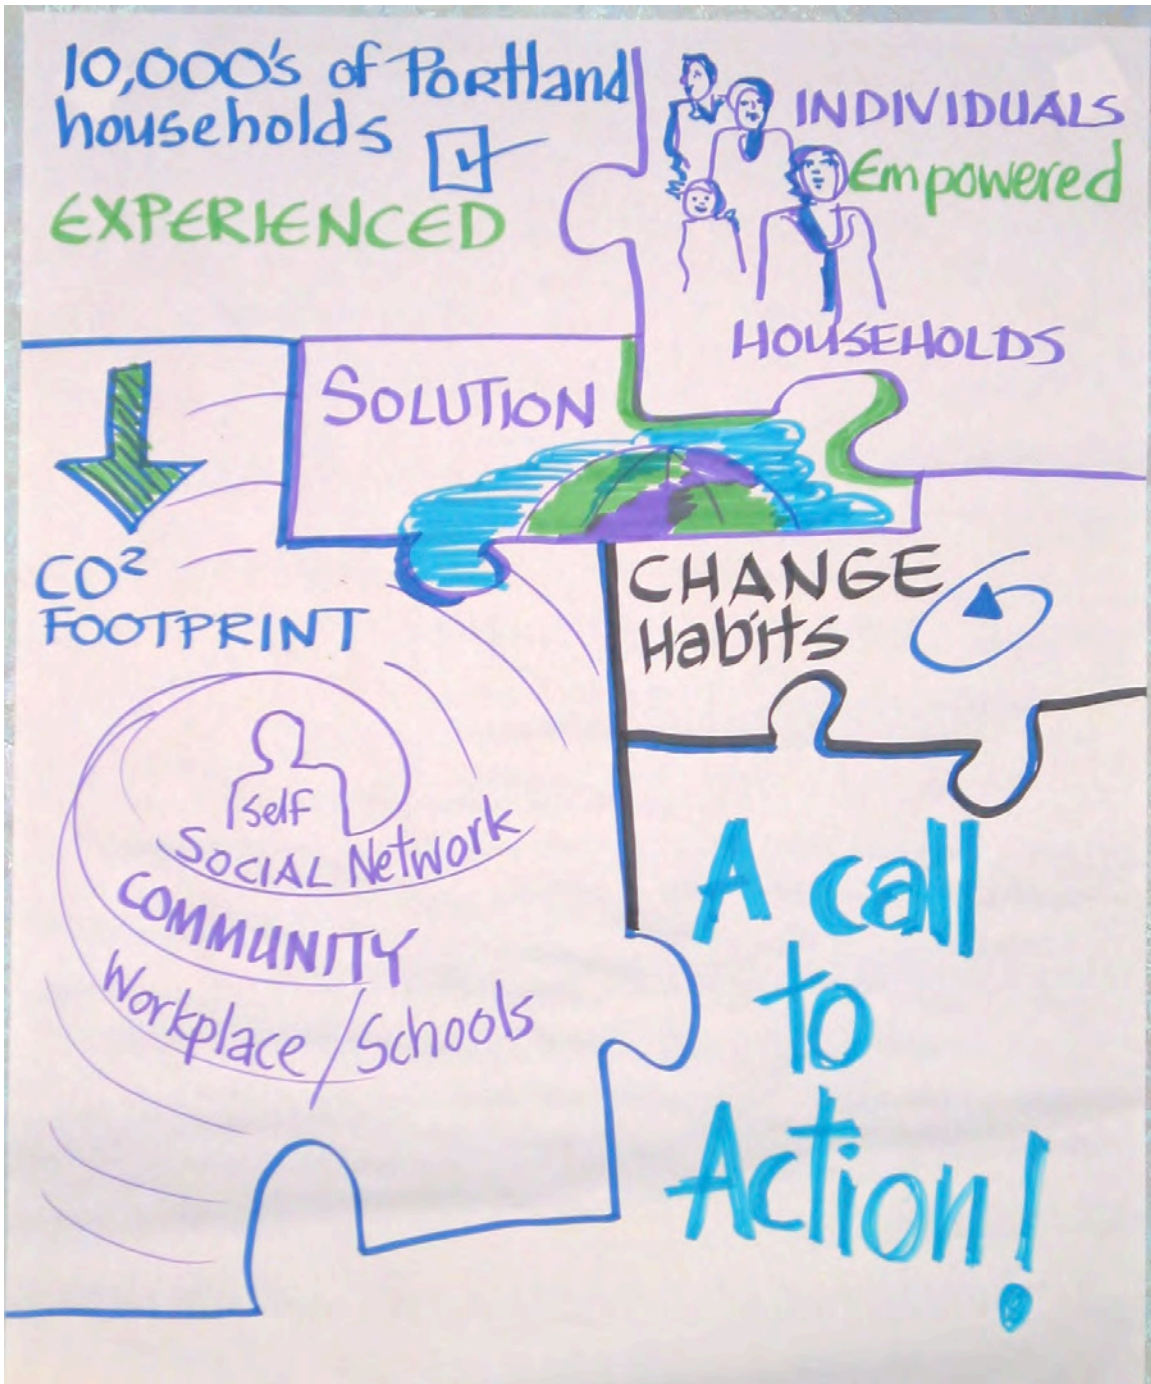 10,000's of Portland
households
EXPERIENCED
INDIVIDUALS
Empowered
HOUSEHOLDS
SOLUTION
CO²
FOOTPRINT
CHANGE
Habits
Self
SOCIAL Network
COMMUNITY
Workplace/Schools
A call
to
Action!